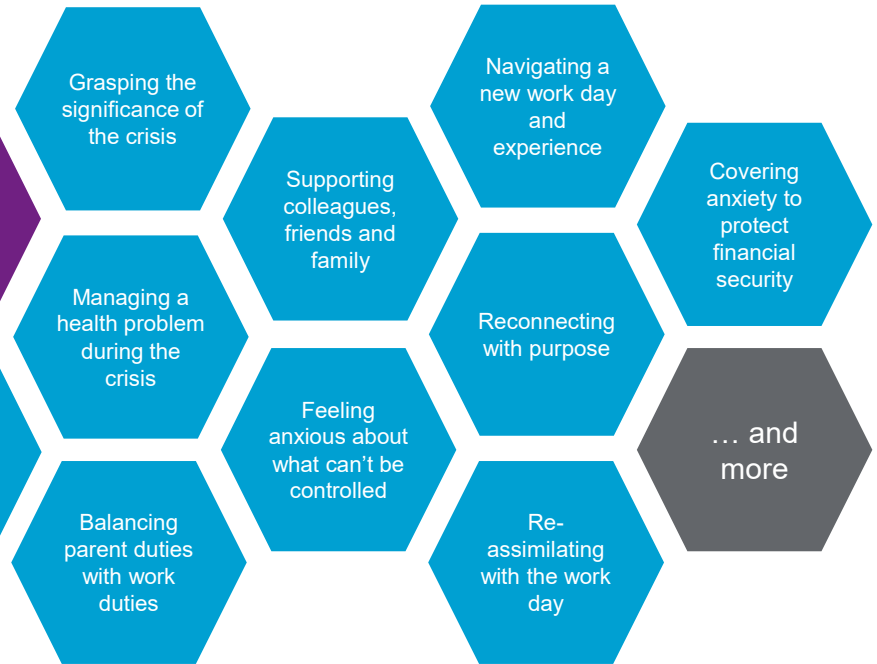 Grasping the
significance of
the crisis
Managing a
health problem
during the
crisis
Balancing
parent duties
with work
duties
Supporting
colleagues,
friends and
family
Feeling
anxious about
what can't be
controlled
Navigating a
new work day
and
experience
Reconnecting
with purpose
Re-
assimilating
with the work
day
Covering
anxiety to
protect
financial
security
… and
more